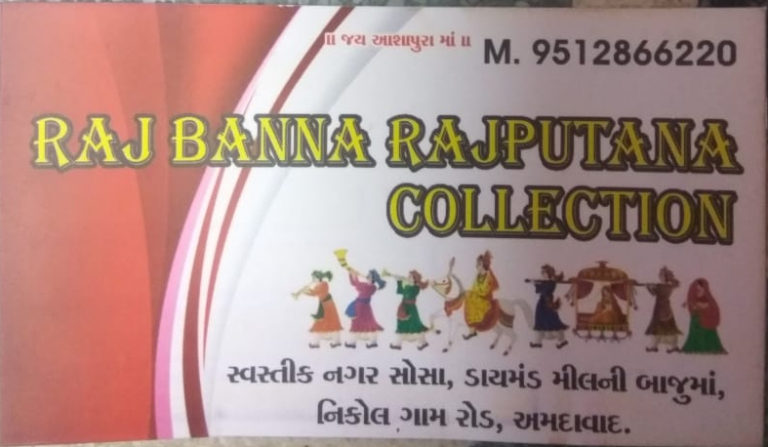 ॥ જય આશાપુરા માં ॥
M. 9512866220
RAJ BANNA RAJPUTANA
COLLECTION
સ્વસ્તીક નગર સોસા, ડાયમંડ મીલની બાજુમાં,
નિકોલ ગામ રોડ, અમદાવાદ.